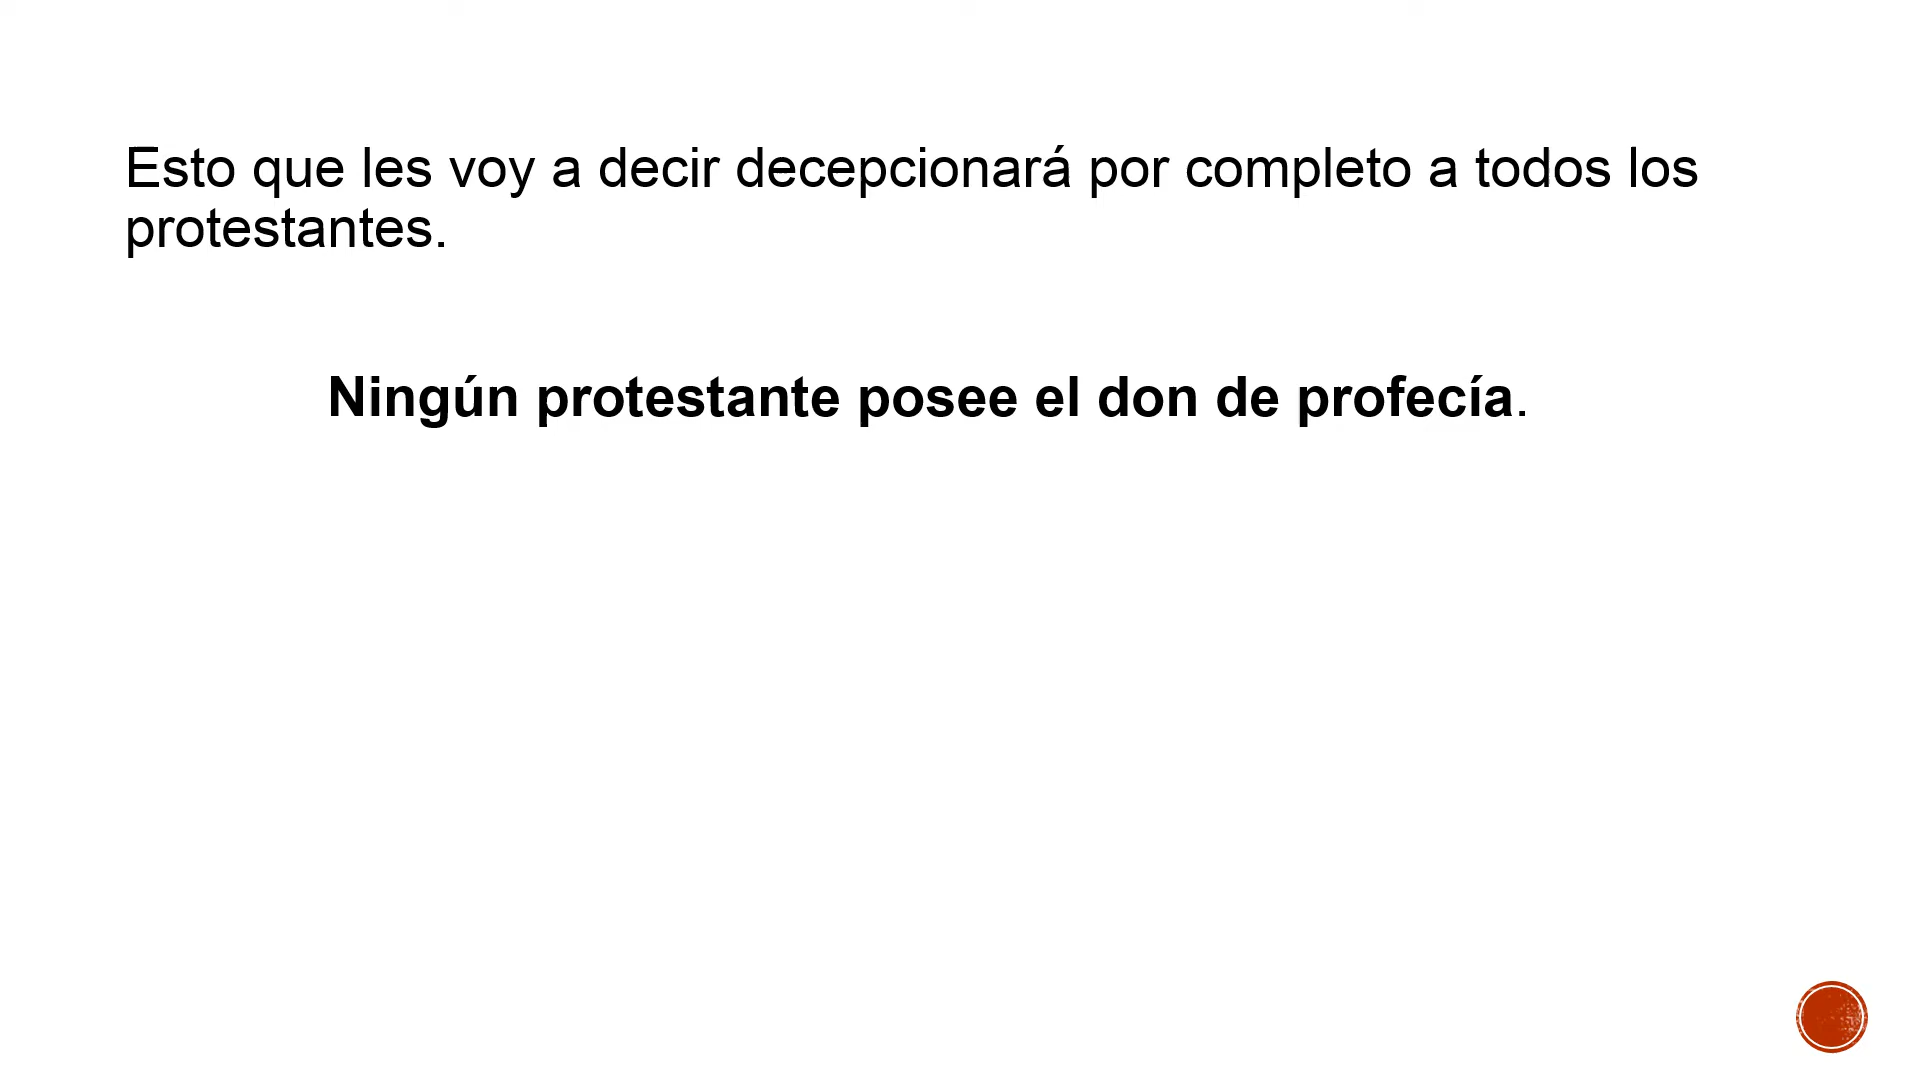 Esto que les voy a decir decepcionará por completo a todos los
protestantes.
Ningún protestante posee el don de profecía.